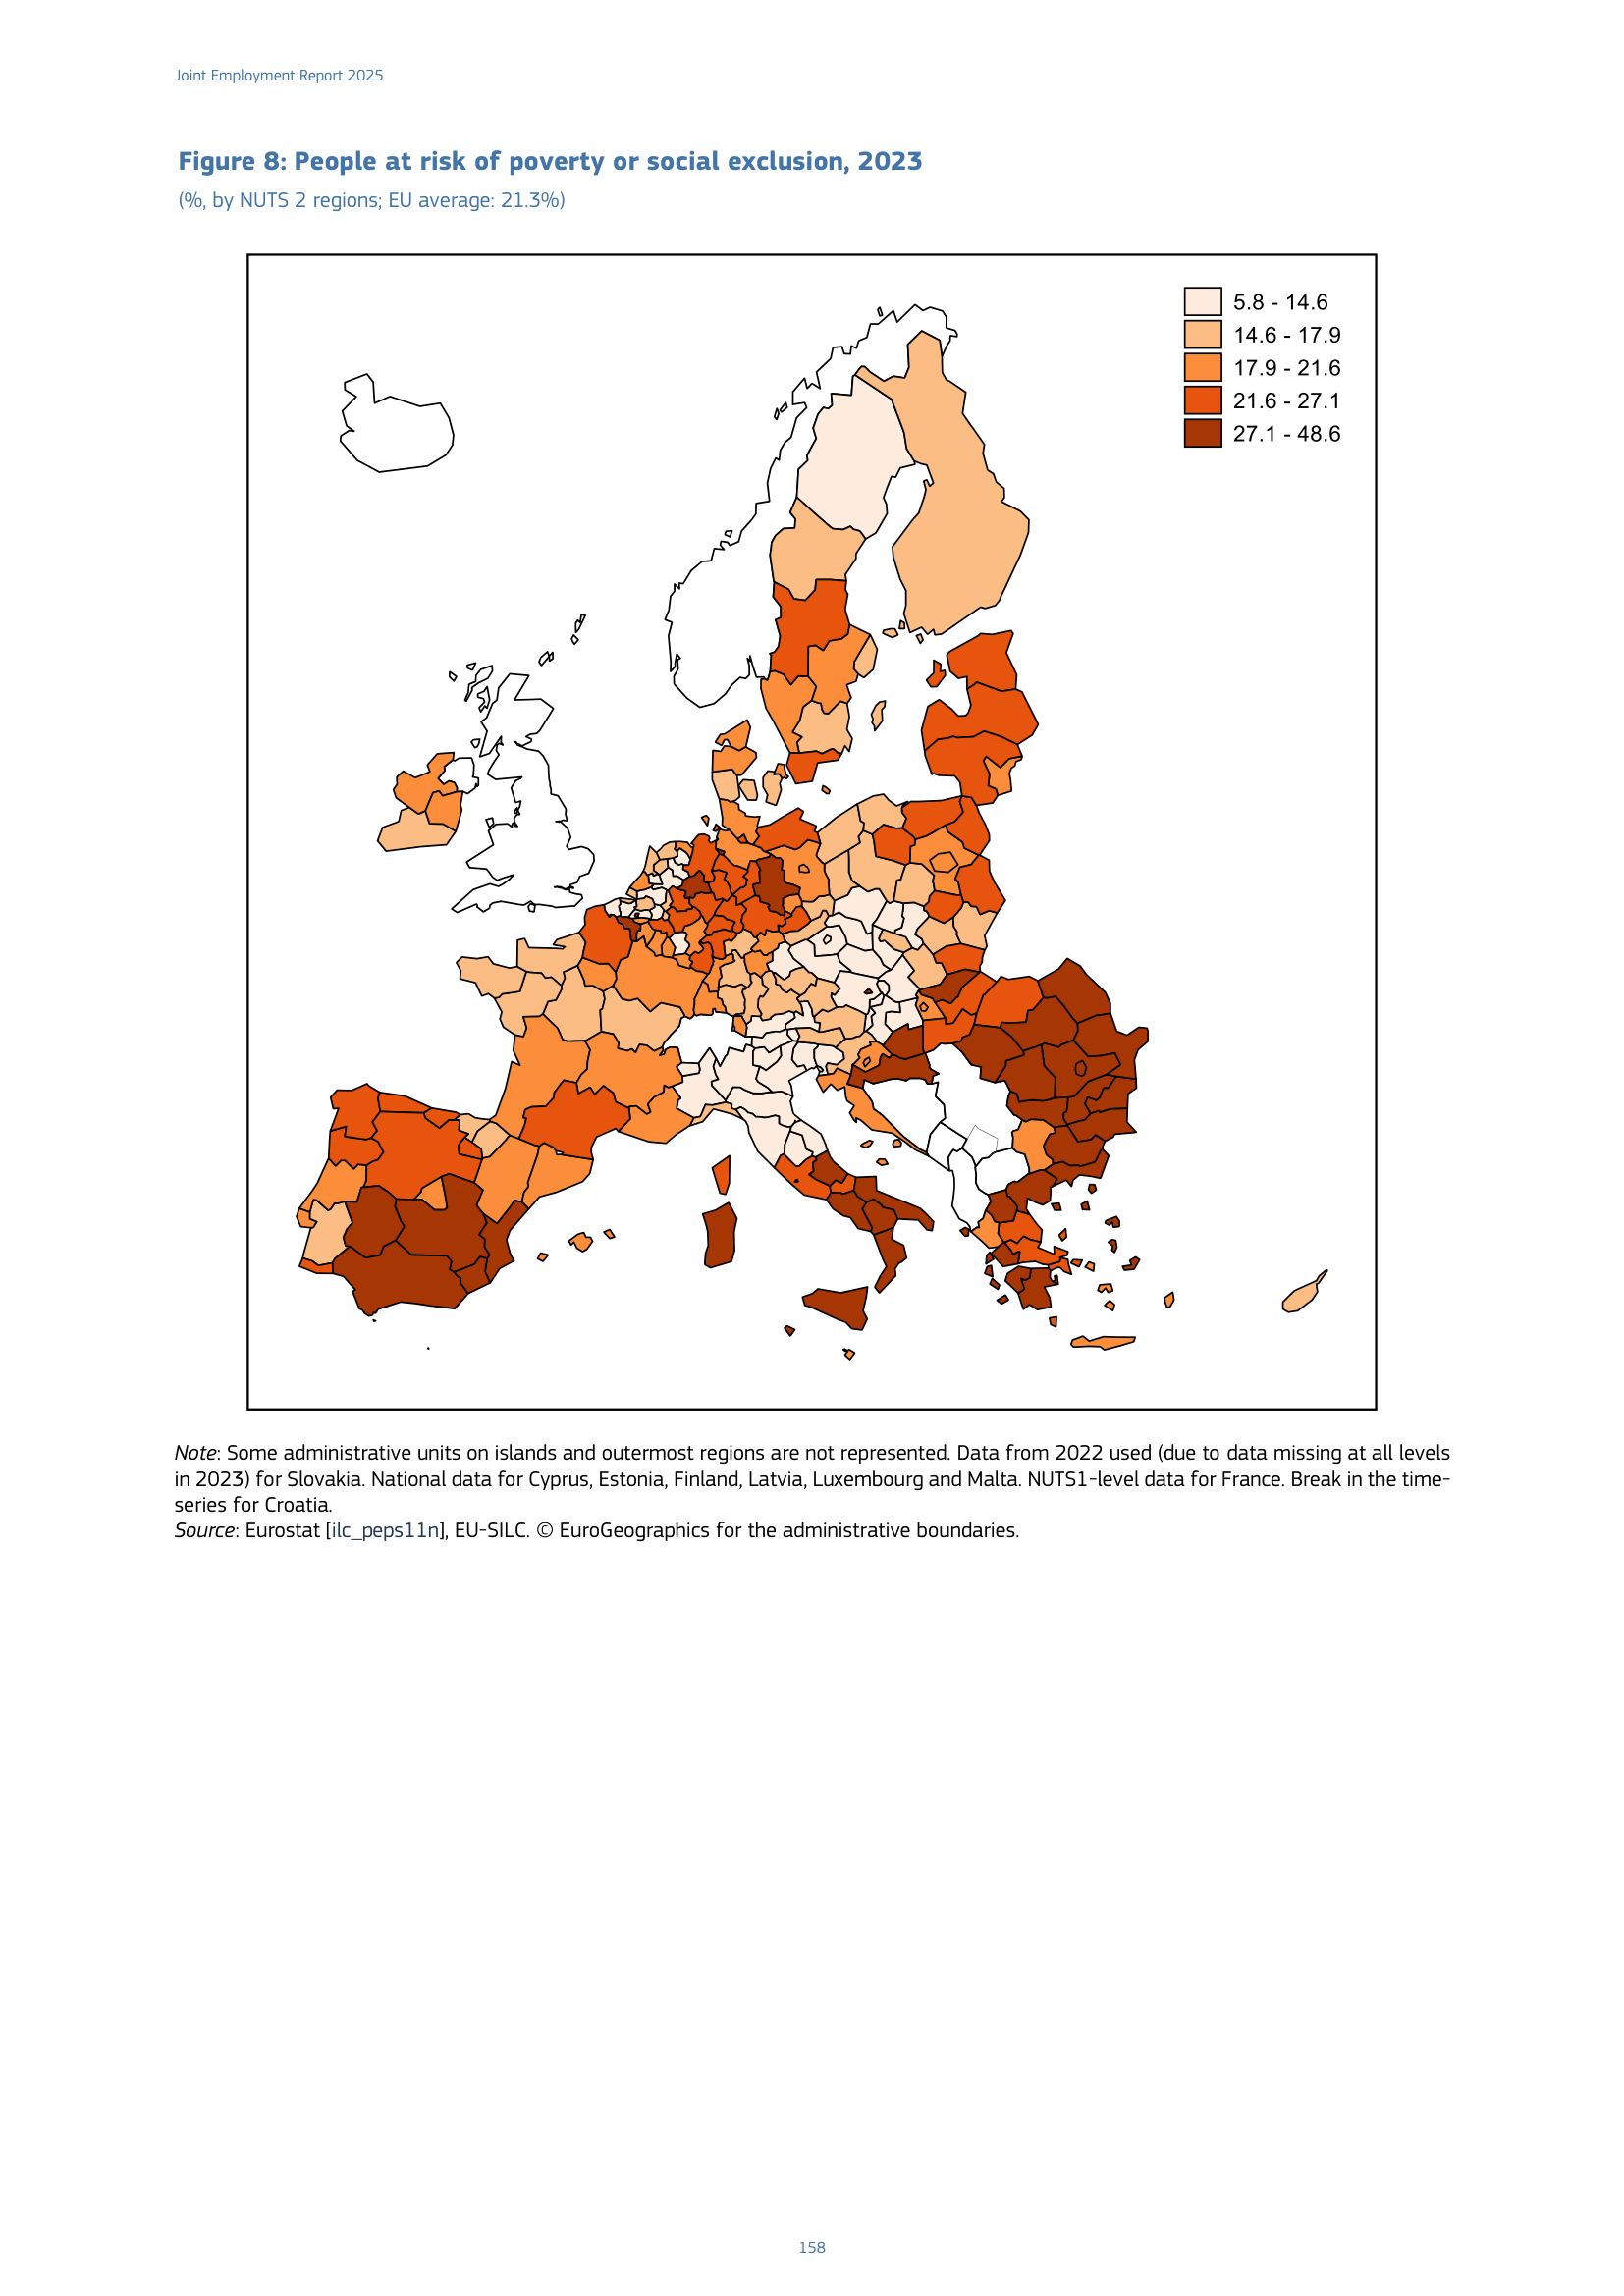 Joint Employment Report 2025
Figure 8: People at risk of poverty or social exclusion, 2023
(%, by NUTS 2 regions; EU average: 21.3%)
5.8 - 14.6
14.6 - 17.9
17.9 - 21.6
21.6 - 27.1
27.1 - 48.6
Note: Some administrative units on islands and outermost regions are not represented. Data from 2022 used (due to data missing at all levels
in 2023) for Slovakia. National data for Cyprus, Estonia, Finland, Latvia, Luxembourg and Malta. NUTS1-level data for France. Break in the time-
series for Croatia.
Source: Eurostat [ilc_peps11n], EU-SILC. © EuroGeographics for the administrative boundaries.
158